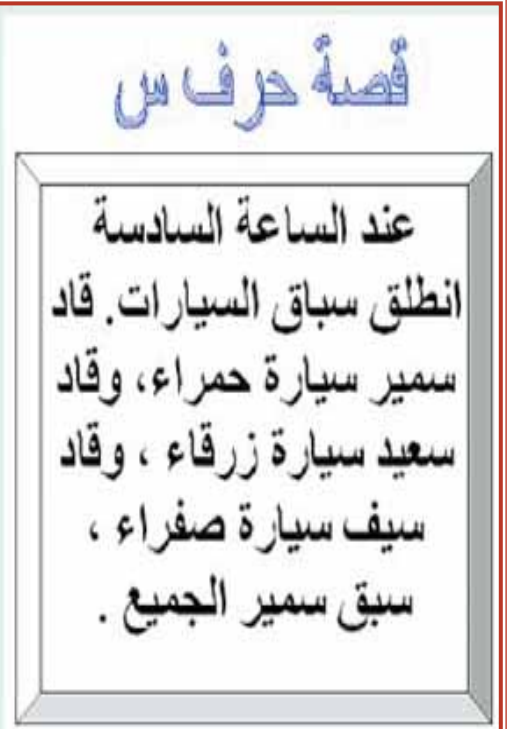 قصة حرف س
عند الساعة السادسة
انطلق سباق السيارات. قاد
سمير سيارة حمراء، وقاد
سعيد سيارة زرقاء ، وقاد
سيف سيارة صفراء ،
سبق سمير الجميع .